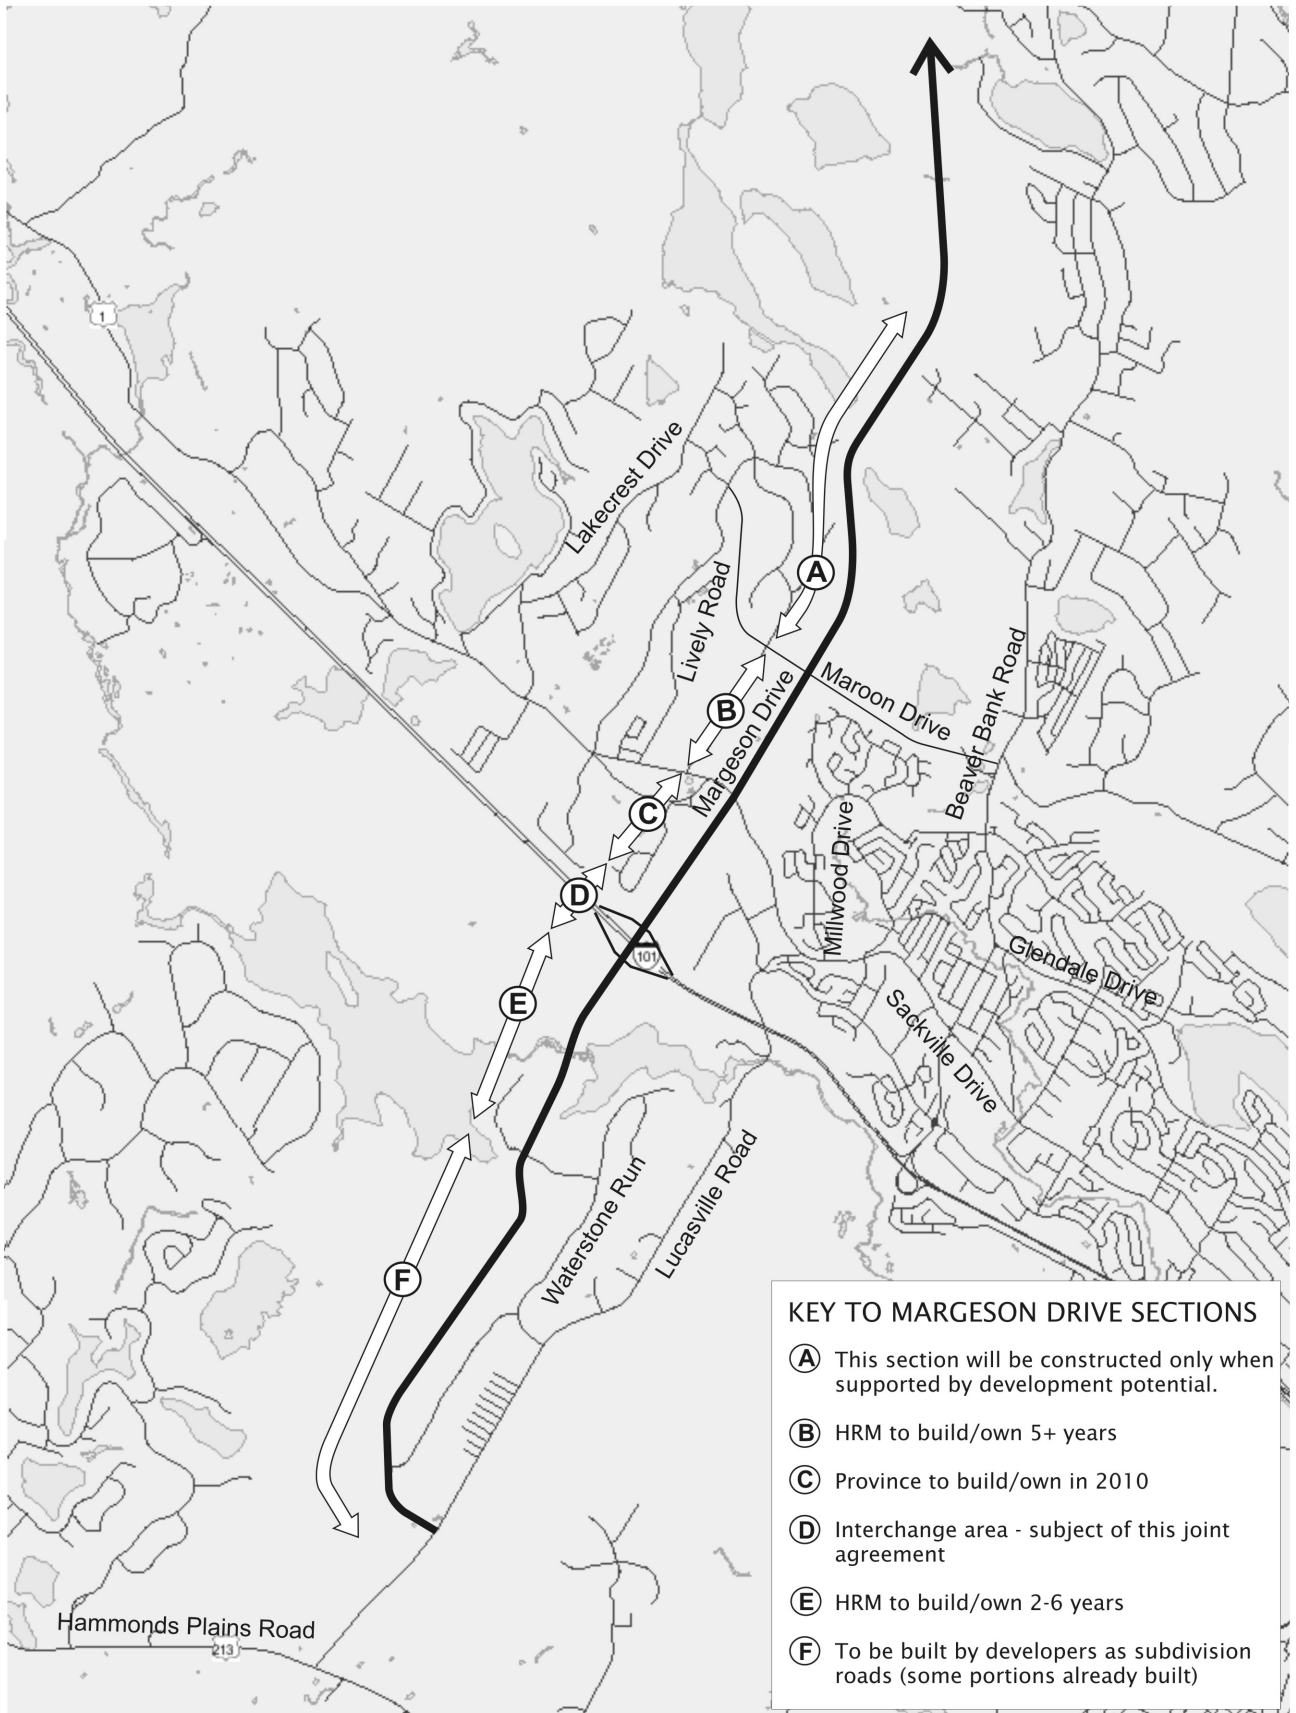 1
Lakecrest Drive
A
Lively Road
B
Margeson Drive
Maroon Drive
Beaver Bank Road
C
Millwood Drive
D
101
Glendale Drive
E
Sackville Drive
Waterstone Run
Lucasville Road
F
Hammonds Plains Road
213
KEY TO MARGESON DRIVE SECTIONS
A This section will be constructed only when
supported by development potential.
B HRM to build/own 5+ years
C Province to build/own in 2010
D Interchange area - subject of this joint
agreement
E HRM to build/own 2-6 years
F To be built by developers as subdivision
roads (some portions already built)